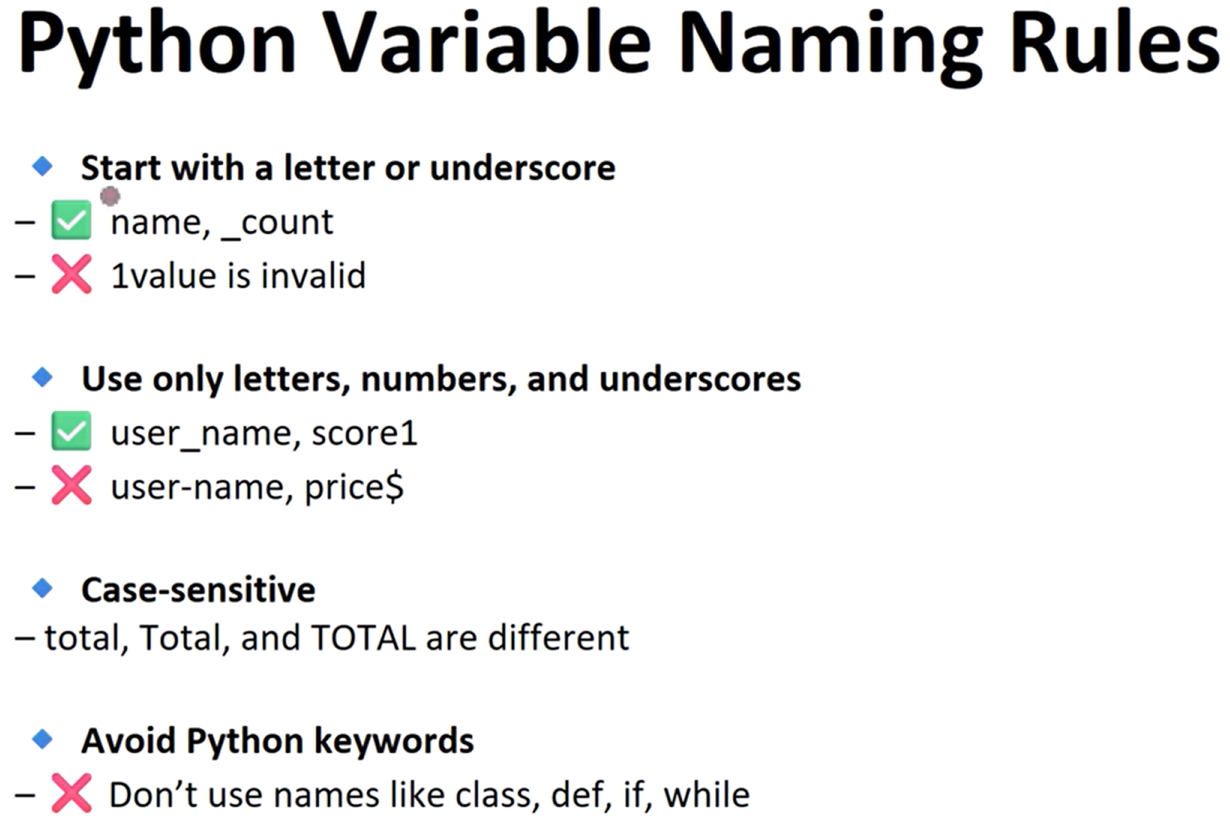 Python Variable Naming Rules
🔹 Start with a letter or underscore
– ✅ name, _count
– ❌ 1value is invalid
🔹 Use only letters, numbers, and underscores
– ✅ user_name, score1
– ❌ user-name, price$
🔹 Case-sensitive
– total, Total, and TOTAL are different
🔹 Avoid Python keywords
– ❌ Don’t use names like class, def, if, while